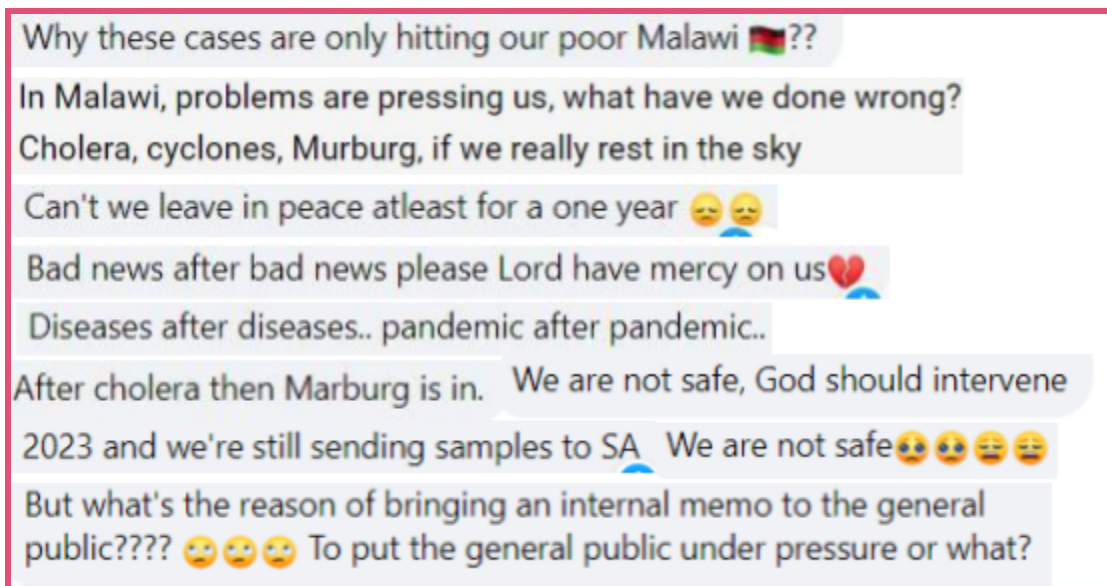 Why these cases are only hitting our poor Malawi 🇲🇼??
In Malawi, problems are pressing us, what have we done wrong?
Cholera, cyclones, Murburg, if we really rest in the sky
Can't we leave in peace atleast for a one year 😞😞
Bad news after bad news please Lord have mercy on us💔
Diseases after diseases.. pandemic after pandemic..
After cholera then Marburg is in.
We are not safe, God should intervene
2023 and we're still sending samples to SA
We are not safe🥺🥺😩😩
But what's the reason of bringing an internal memo to the general
public???? 🙄🙄🙄 To put the general public under pressure or what?